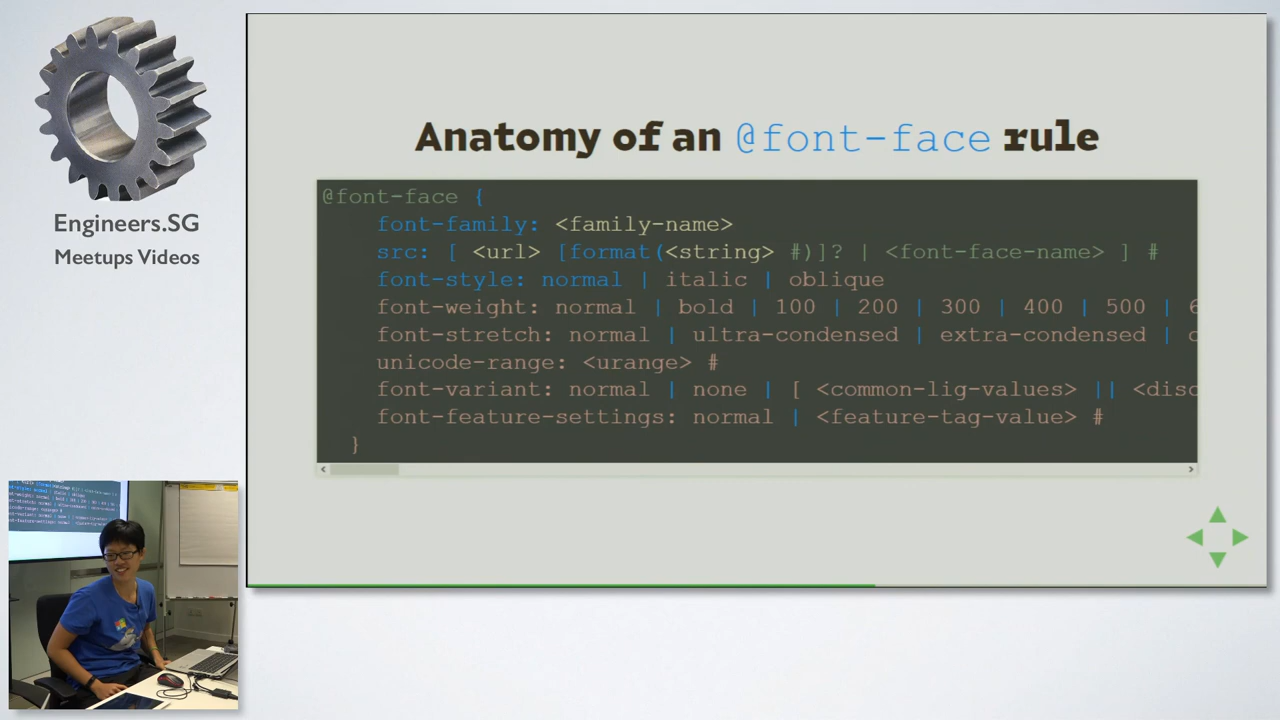 Engineers.SG
Meetups Videos
Anatomy of an @font-face rule
@font-face {
font-family: <family-name>
src: [ <url> [format(<string> #)]? | <font-face-name> ] #
font-style: normal | italic | oblique
font-weight: normal | bold | 100 | 200 | 300 | 400 | 500 | 6
font-stretch: normal | ultra-condensed | extra-condensed | c
unicode-range: <urange> #
font-variant: normal | none | [ <common-lig-values> || <disc
font-feature-settings: normal | <feature-tag-value> #
}